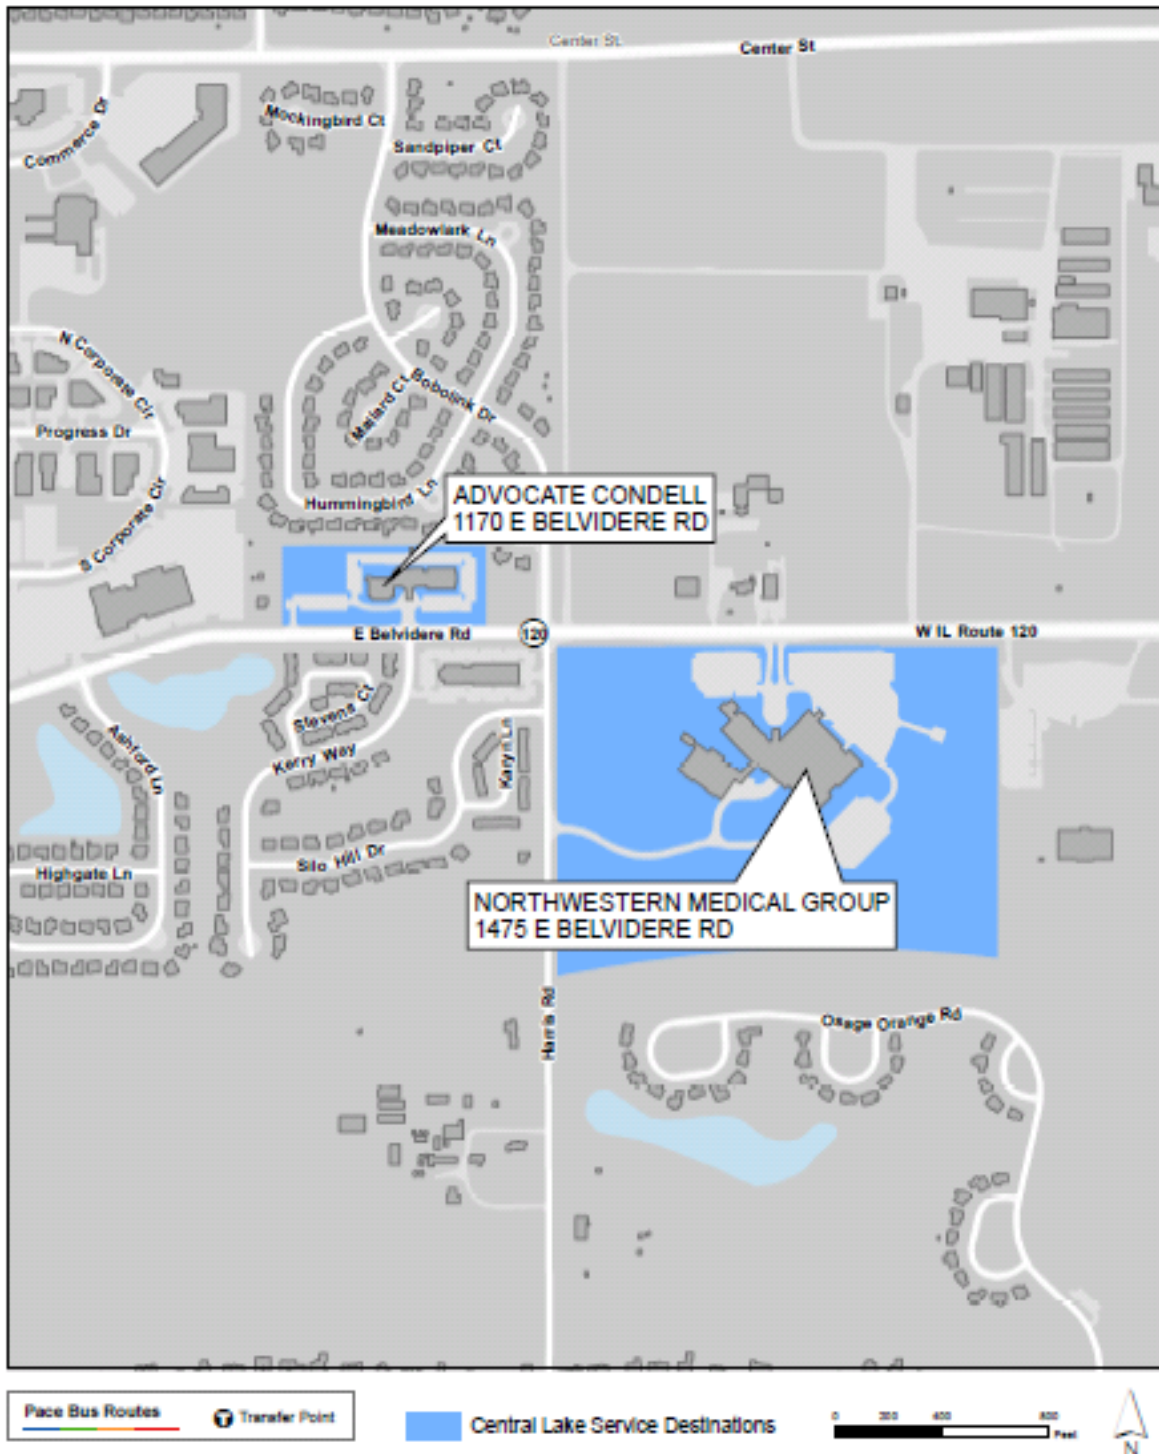 Center St.
Center St
Mockingbird Ct
Commerce Dr
Sandpiper Ct
Meadowlark Ln
N Corporate Cir
Mallard Ct
Bobolink Dr
Progress Dr
Hummingbird Ln
ADVOCATE CONDELL
1170 E BELVIDERE RD
S Corporate Cir
E Belvidere Rd
120
W IL Route 120
Stevens Ct
Ashford Ln
Kerry Way
Karyn Ln
Silo Hill Dr
Highgate Ln
NORTHWESTERN MEDICAL GROUP
1475 E BELVIDERE RD
Harris Rd
Osage Orange Rd
Pace Bus Routes
T Transfer Point
Central Lake Service Destinations
0 200 400 800
Feet
N